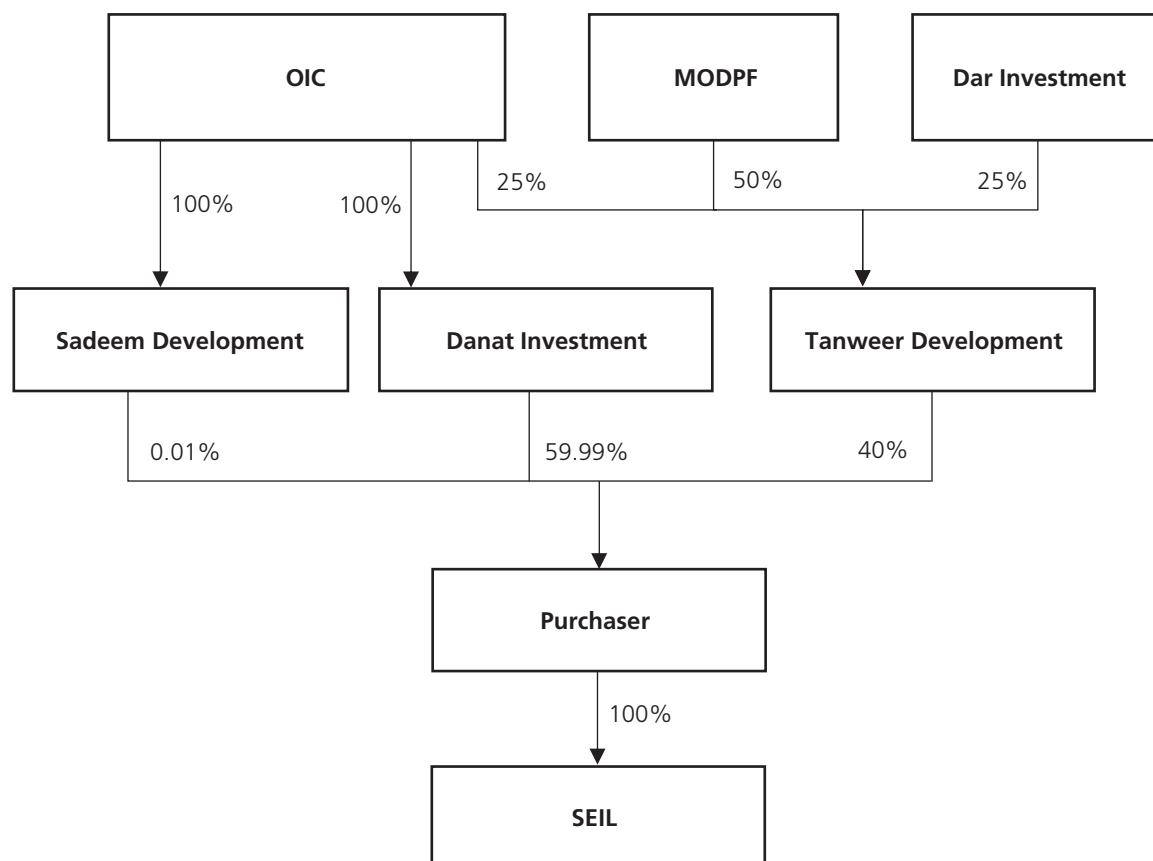 OIC
MODPF
Dar Investment
100%
100%
25%
50%
25%
Sadeem Development
Danat Investment
Tanweer Development
0.01%
59.99%
40%
Purchaser
100%
SEIL